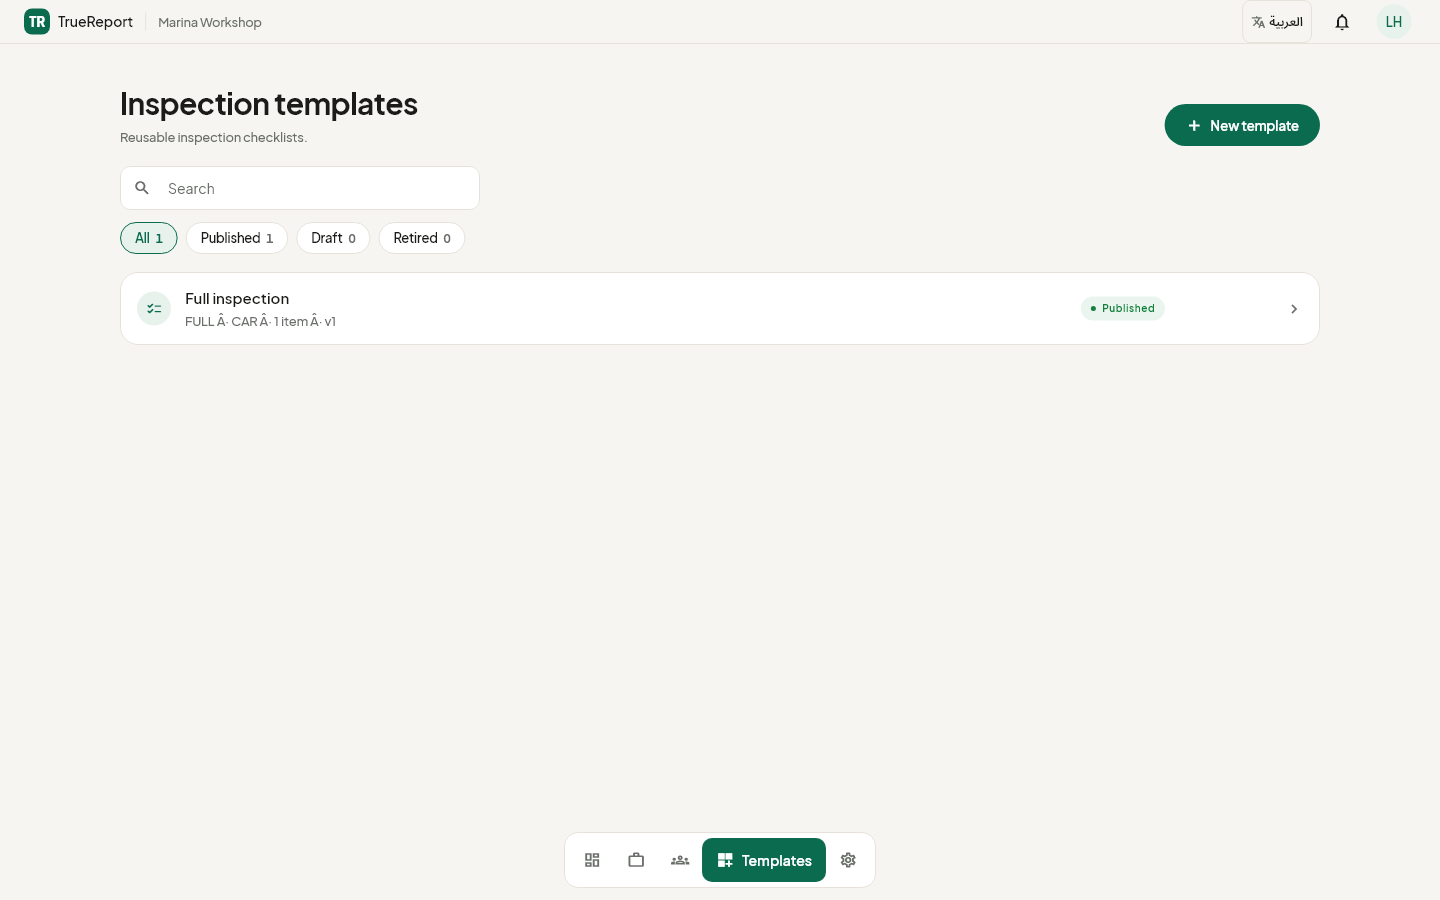 TR TrueReport Marina Workshop العربية LH
Inspection templates
Reusable inspection checklists.
+ New template
Search
All 1 Published 1 Draft 0 Retired 0
Full inspection
FULL Â· CAR Â· 1 item Â· v1
Published
Templates